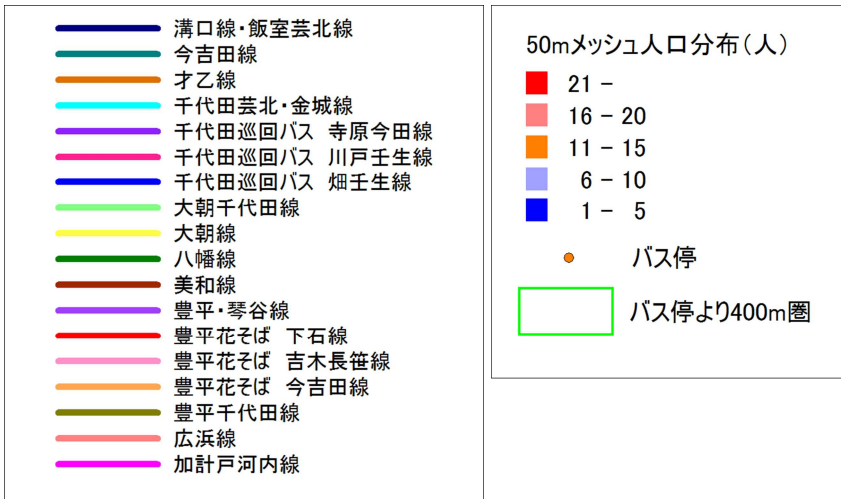 溝口線・飯室芸北線
今吉田線
才乙線
千代田芸北・金城線
千代田巡回バス 寺原今田線
千代田巡回バス 川戸壬生線
千代田巡回バス 畑壬生線
大朝千代田線
大朝線
八幡線
美和線
豊平・琴谷線
豊平花そば 下石線
豊平花そば 吉木長笹線
豊平花そば 今吉田線
豊平千代田線
広浜線
加計戸河内線
50mメッシュ人口分布（人）
21 －
16 － 20
11 － 15
6 － 10
1 － 5
バス停
バス停より400m圏